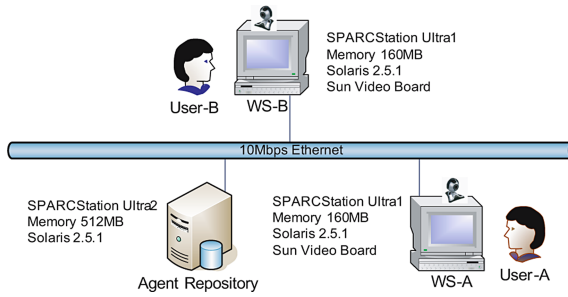 SPARCStation Ultra1
Memory 160MB
Solaris 2.5.1
Sun Video Board
User-B
WS-B
10Mbps Ethernet
SPARCStation Ultra2
Memory 512MB
Solaris 2.5.1
Agent Repository
SPARCStation Ultra1
Memory 160MB
Solaris 2.5.1
Sun Video Board
WS-A
User-A